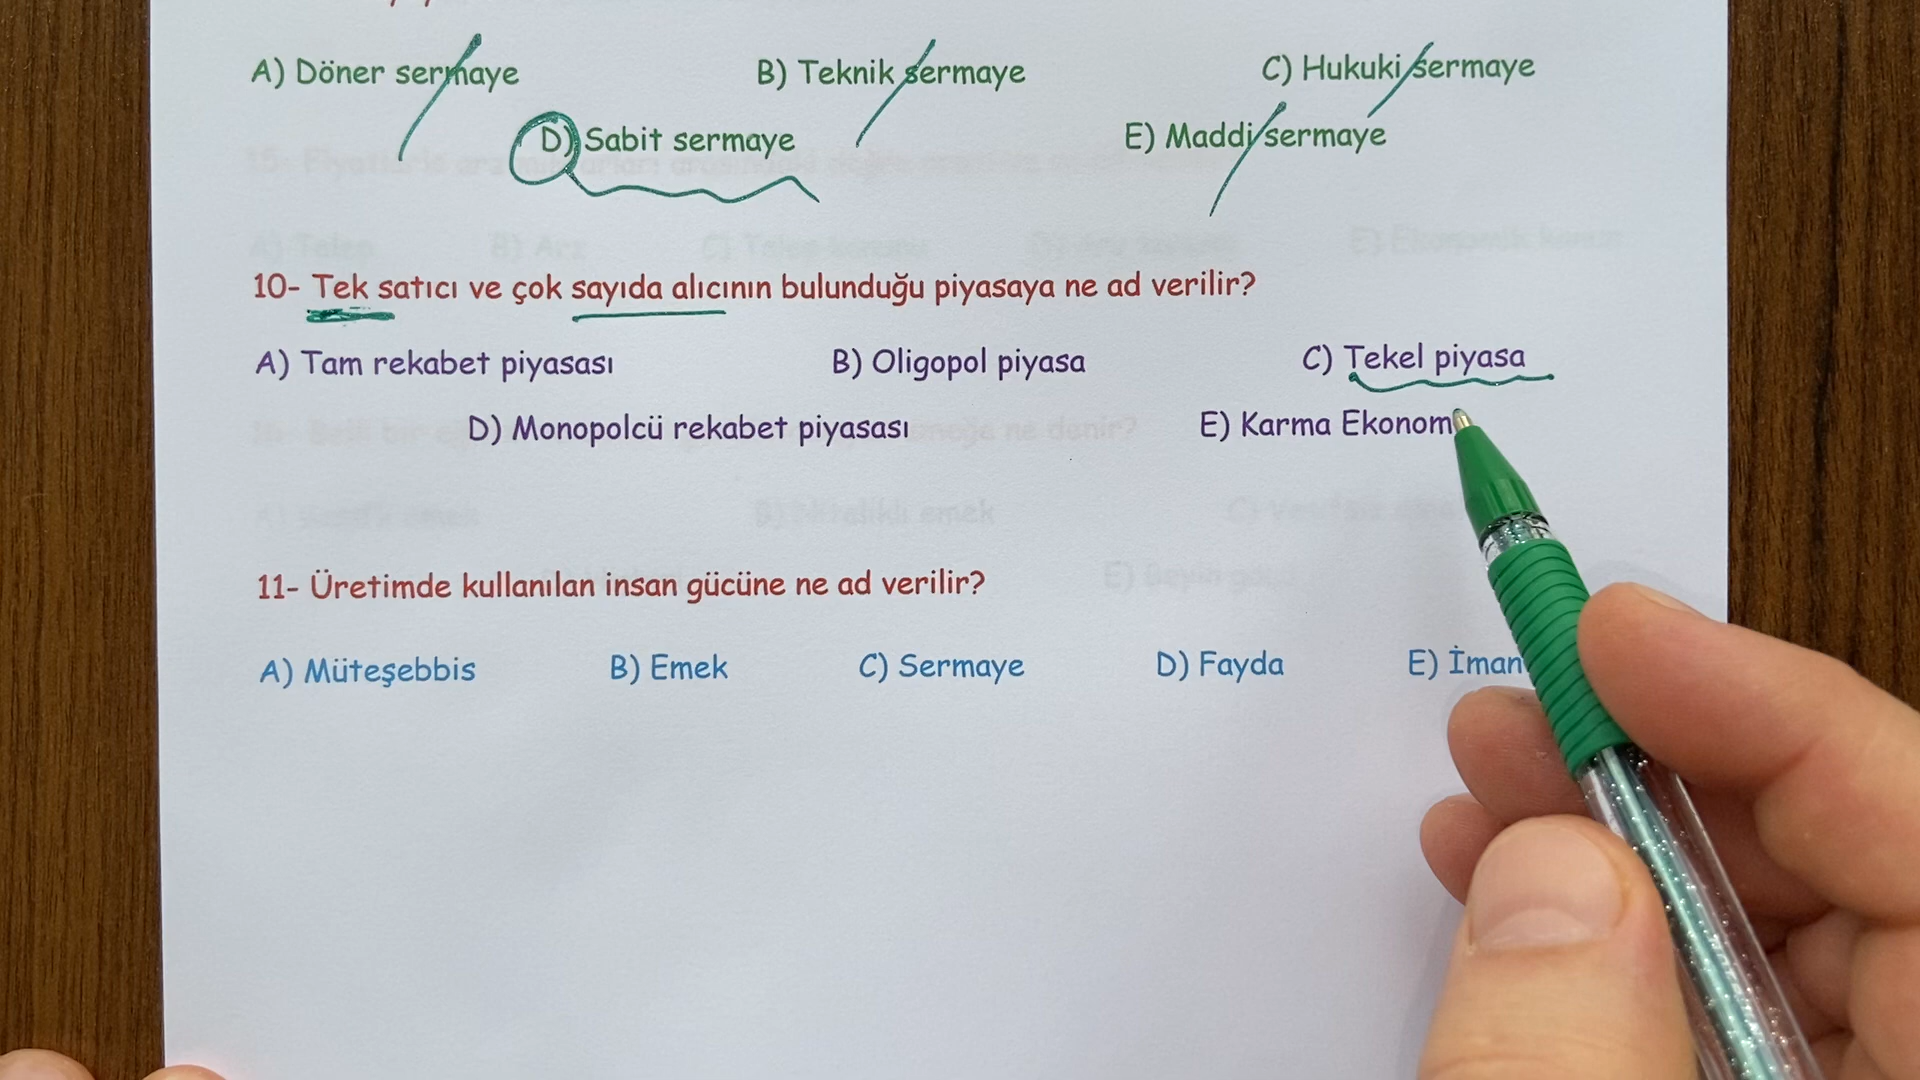 A) Döner sermaye B) Teknik sermaye C) Hukuki sermaye
D) Sabit sermaye E) Maddi sermaye
10- Tek satıcı ve çok sayıda alıcının bulunduğu piyasaya ne ad verilir?
A) Tam rekabet piyasası B) Oligopol piyasa C) Tekel piyasa
D) Monopolcü rekabet piyasası E) Karma Ekonom
11- Üretimde kullanılan insan gücüne ne ad verilir?
A) Müteşebbis B) Emek C) Sermaye D) Fayda E) İman